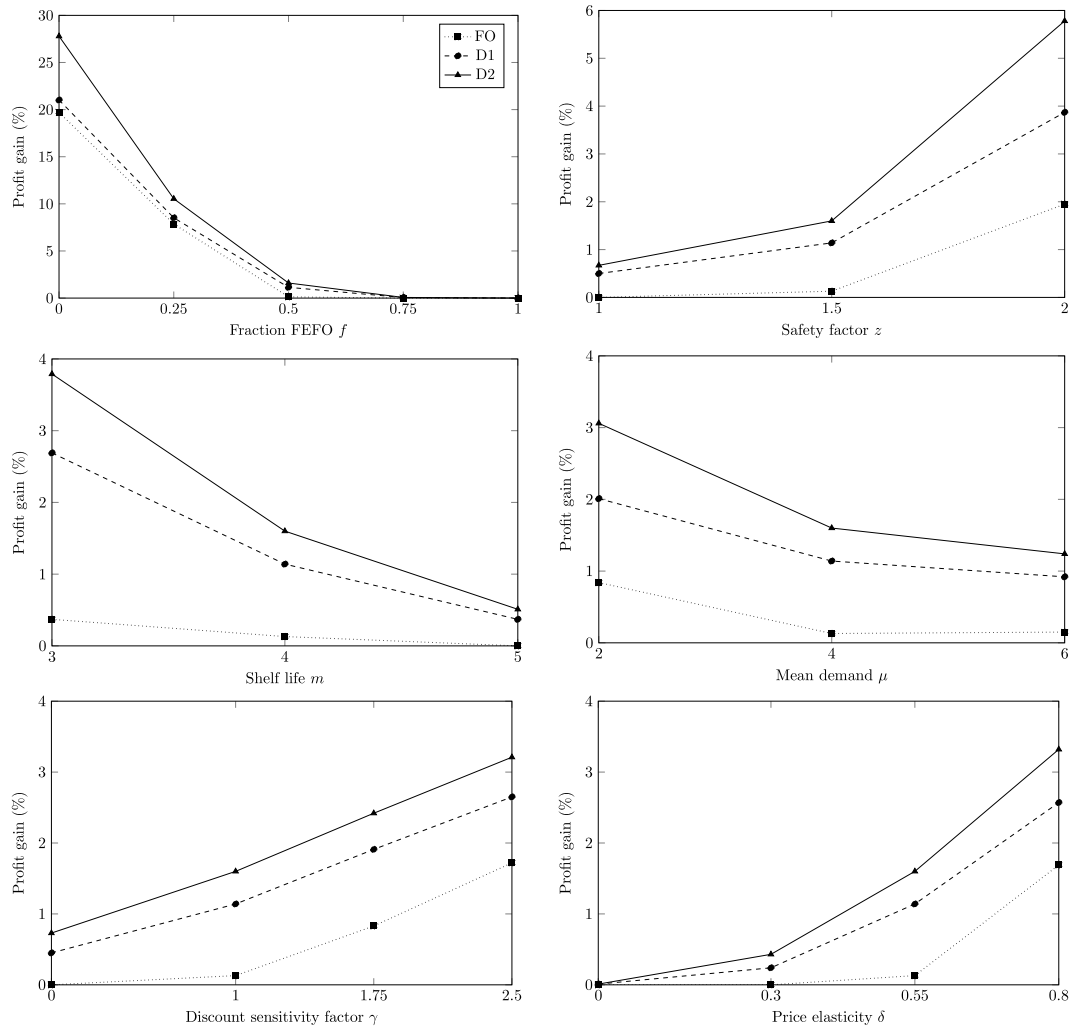 30
25
20
15
10
5
0
Profit gain (%)
FO
D1
D2
0 0.25 0.5 0.75 1
Fraction FEFO f
6
5
4
3
2
1
0
Profit gain (%)
1 1.5 2
Safety factor z
4
3
2
1
0
Profit gain (%)
3 4 5
Shelf life m
4
3
2
1
0
Profit gain (%)
2 4 6
Mean demand μ
4
3
2
1
0
Profit gain (%)
0 1 1.75 2.5
Discount sensitivity factor γ
4
3
2
1
0
Profit gain (%)
0 0.3 0.55 0.8
Price elasticity δ